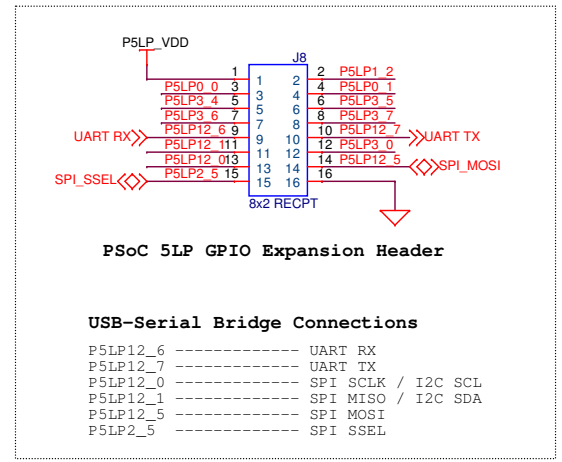 P5LP_VDD
J8
1 1 2 2 P5LP1_2
P5LP0_0 3 3 4 4 P5LP0_1
P5LP3_4 5 5 6 6 P5LP3_5
P5LP3_6 7 7 8 8 P5LP3_7
UART RX P5LP12_6 9 9 10 10 P5LP12_7 UART TX
P5LP12_1 11 11 12 12 P5LP3_0
P5LP12_0 13 13 14 14 P5LP12_5 SPI_MOSI
SPI_SSEL P5LP2_5 15 15 16 16
8x2 RECPT
PSoC 5LP GPIO Expansion Header
USB-Serial Bridge Connections
P5LP12_6 ------------- UART RX
P5LP12_7 ------------- UART TX
P5LP12_0 ------------- SPI SCLK / I2C SCL
P5LP12_1 ------------- SPI MISO / I2C SDA
P5LP12_5 ------------- SPI MOSI
P5LP2_5 ------------- SPI SSEL